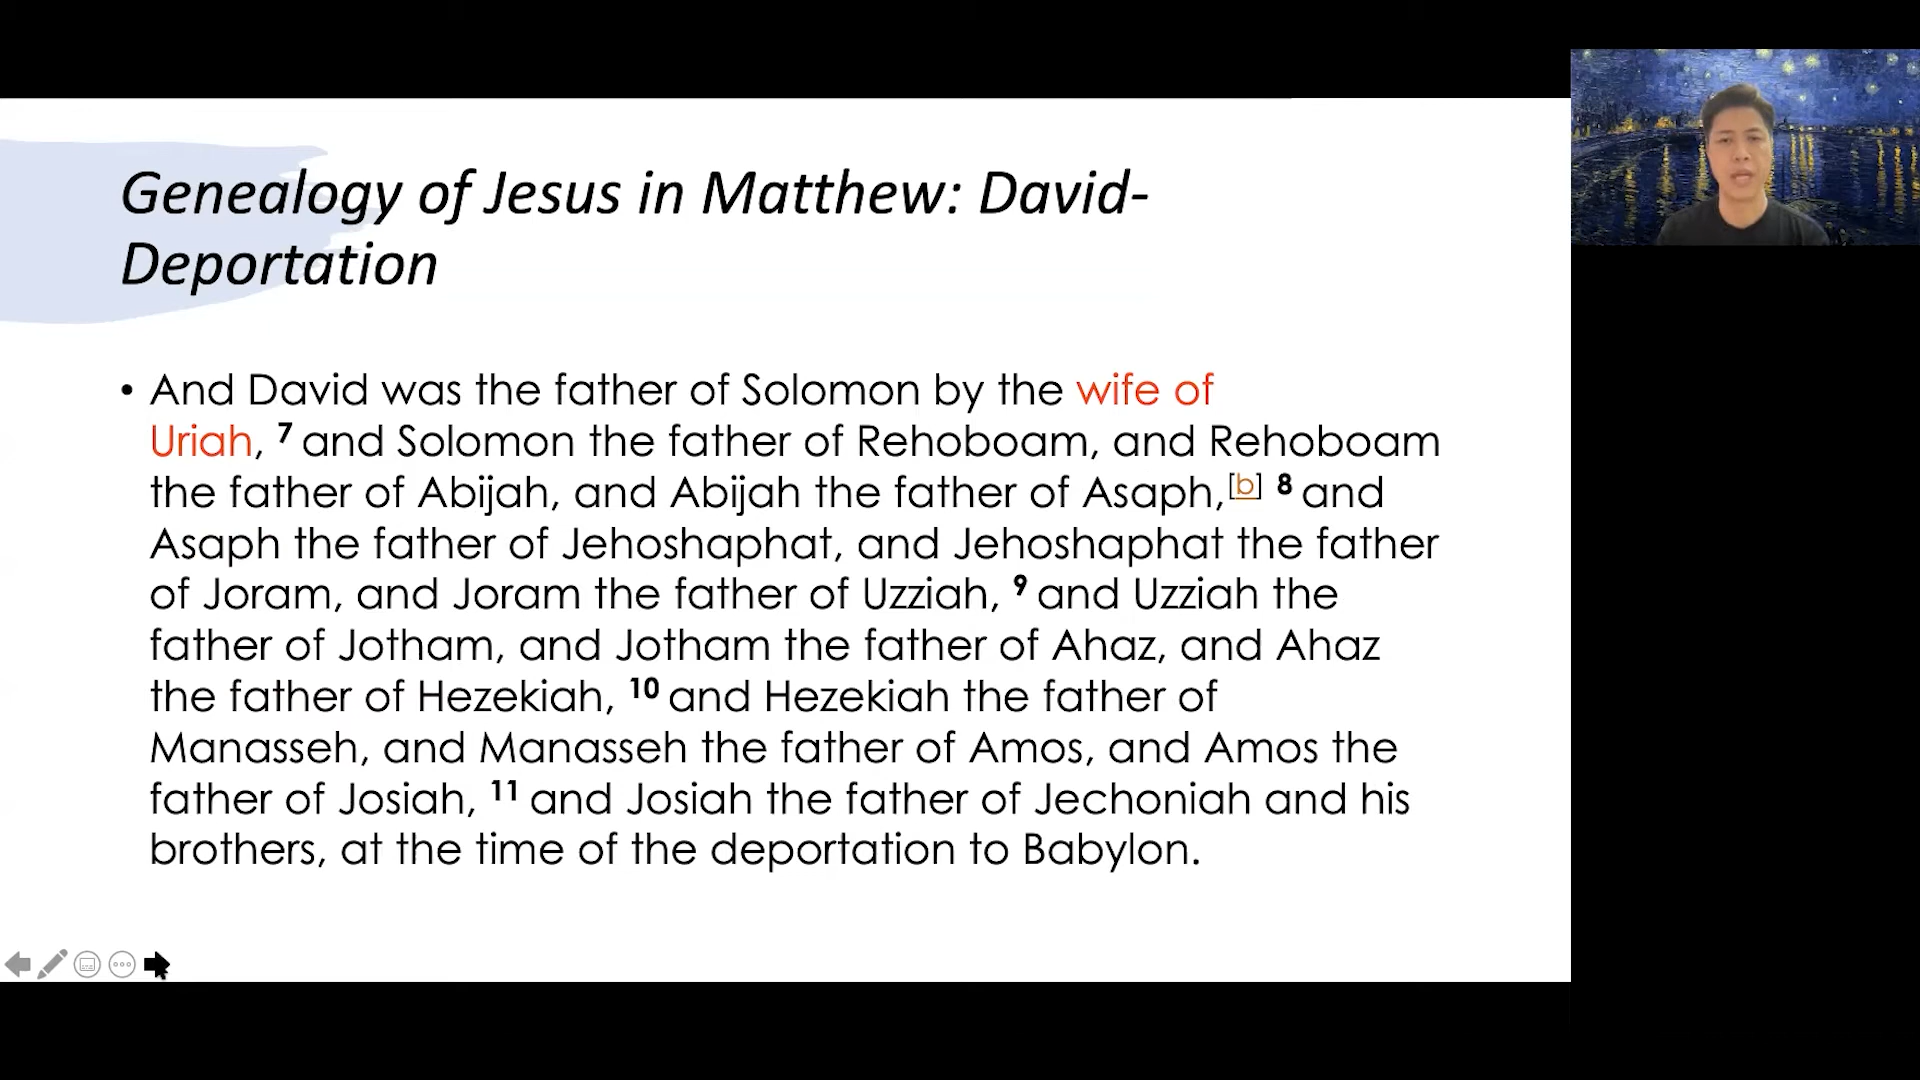 Genealogy of Jesus in Matthew: David-
Deportation
• And David was the father of Solomon by the wife of
Uriah, 7 and Solomon the father of Rehoboam, and Rehoboam
the father of Abijah, and Abijah the father of Asaph,[b] 8 and
Asaph the father of Jehoshaphat, and Jehoshaphat the father
of Joram, and Joram the father of Uzziah, 9 and Uzziah the
father of Jotham, and Jotham the father of Ahaz, and Ahaz
the father of Hezekiah, 10 and Hezekiah the father of
Manasseh, and Manasseh the father of Amos, and Amos the
father of Josiah, 11 and Josiah the father of Jechoniah and his
brothers, at the time of the deportation to Babylon.